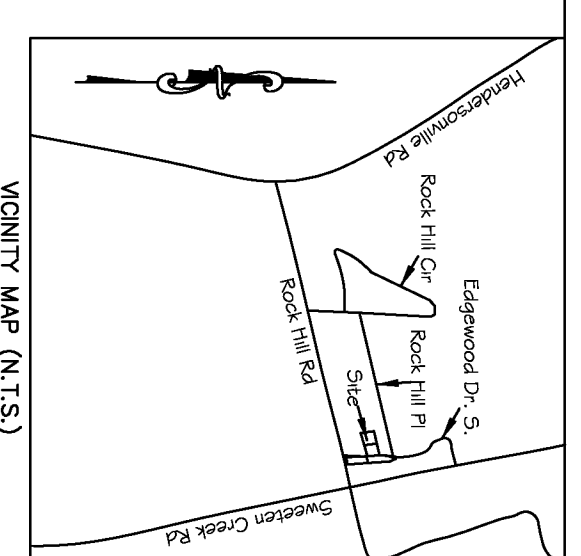 Hendersonville Rd
Rock Hill Cir
Edgewood Dr. S.
Rock Hill Rd
Rock Hill Pl
Site
Sweeten Creek Rd
VICINITY MAP (N.T.S.)